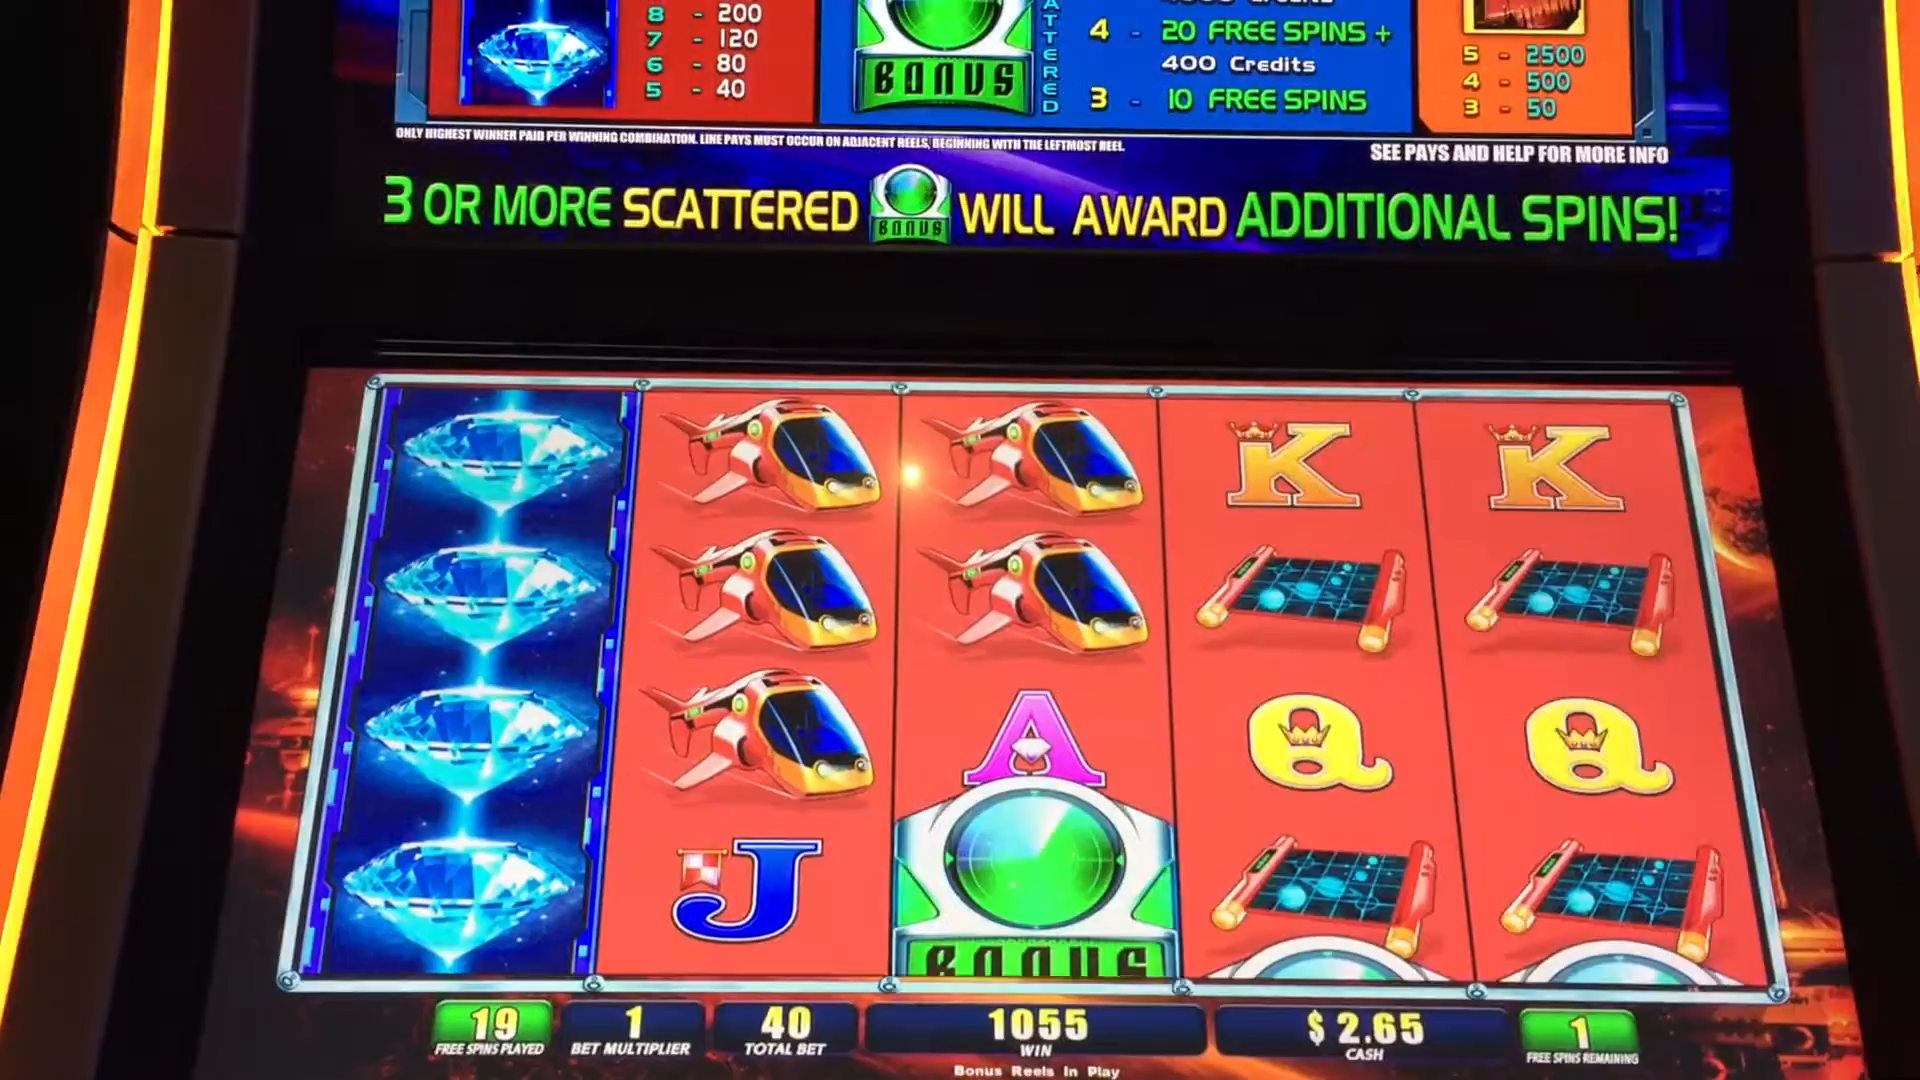 8 - 200
7 - 120
6 - 80
5 - 40
BONUS
SCATTERED
4 - 20 FREE SPINS +
400 Credits
3 - 10 FREE SPINS
5 - 2500
4 - 500
3 - 50
ONLY HIGHEST WINNER PAID PER WINNING COMBINATION. LINE PAYS MUST OCCUR ON ADJACENT REELS, BEGINNING WITH THE LEFTMOST REEL.
SEE PAYS AND HELP FOR MORE INFO
3 OR MORE SCATTERED BONUS WILL AWARD ADDITIONAL SPINS!
K K
A Q Q
J
BONUS
19 1 40 1055 $ 2.65 1
FREE SPINS PLAYED BET MULTIPLIER TOTAL BET WIN CASH FREE SPINS REMAINING
Bonus Reels In Play